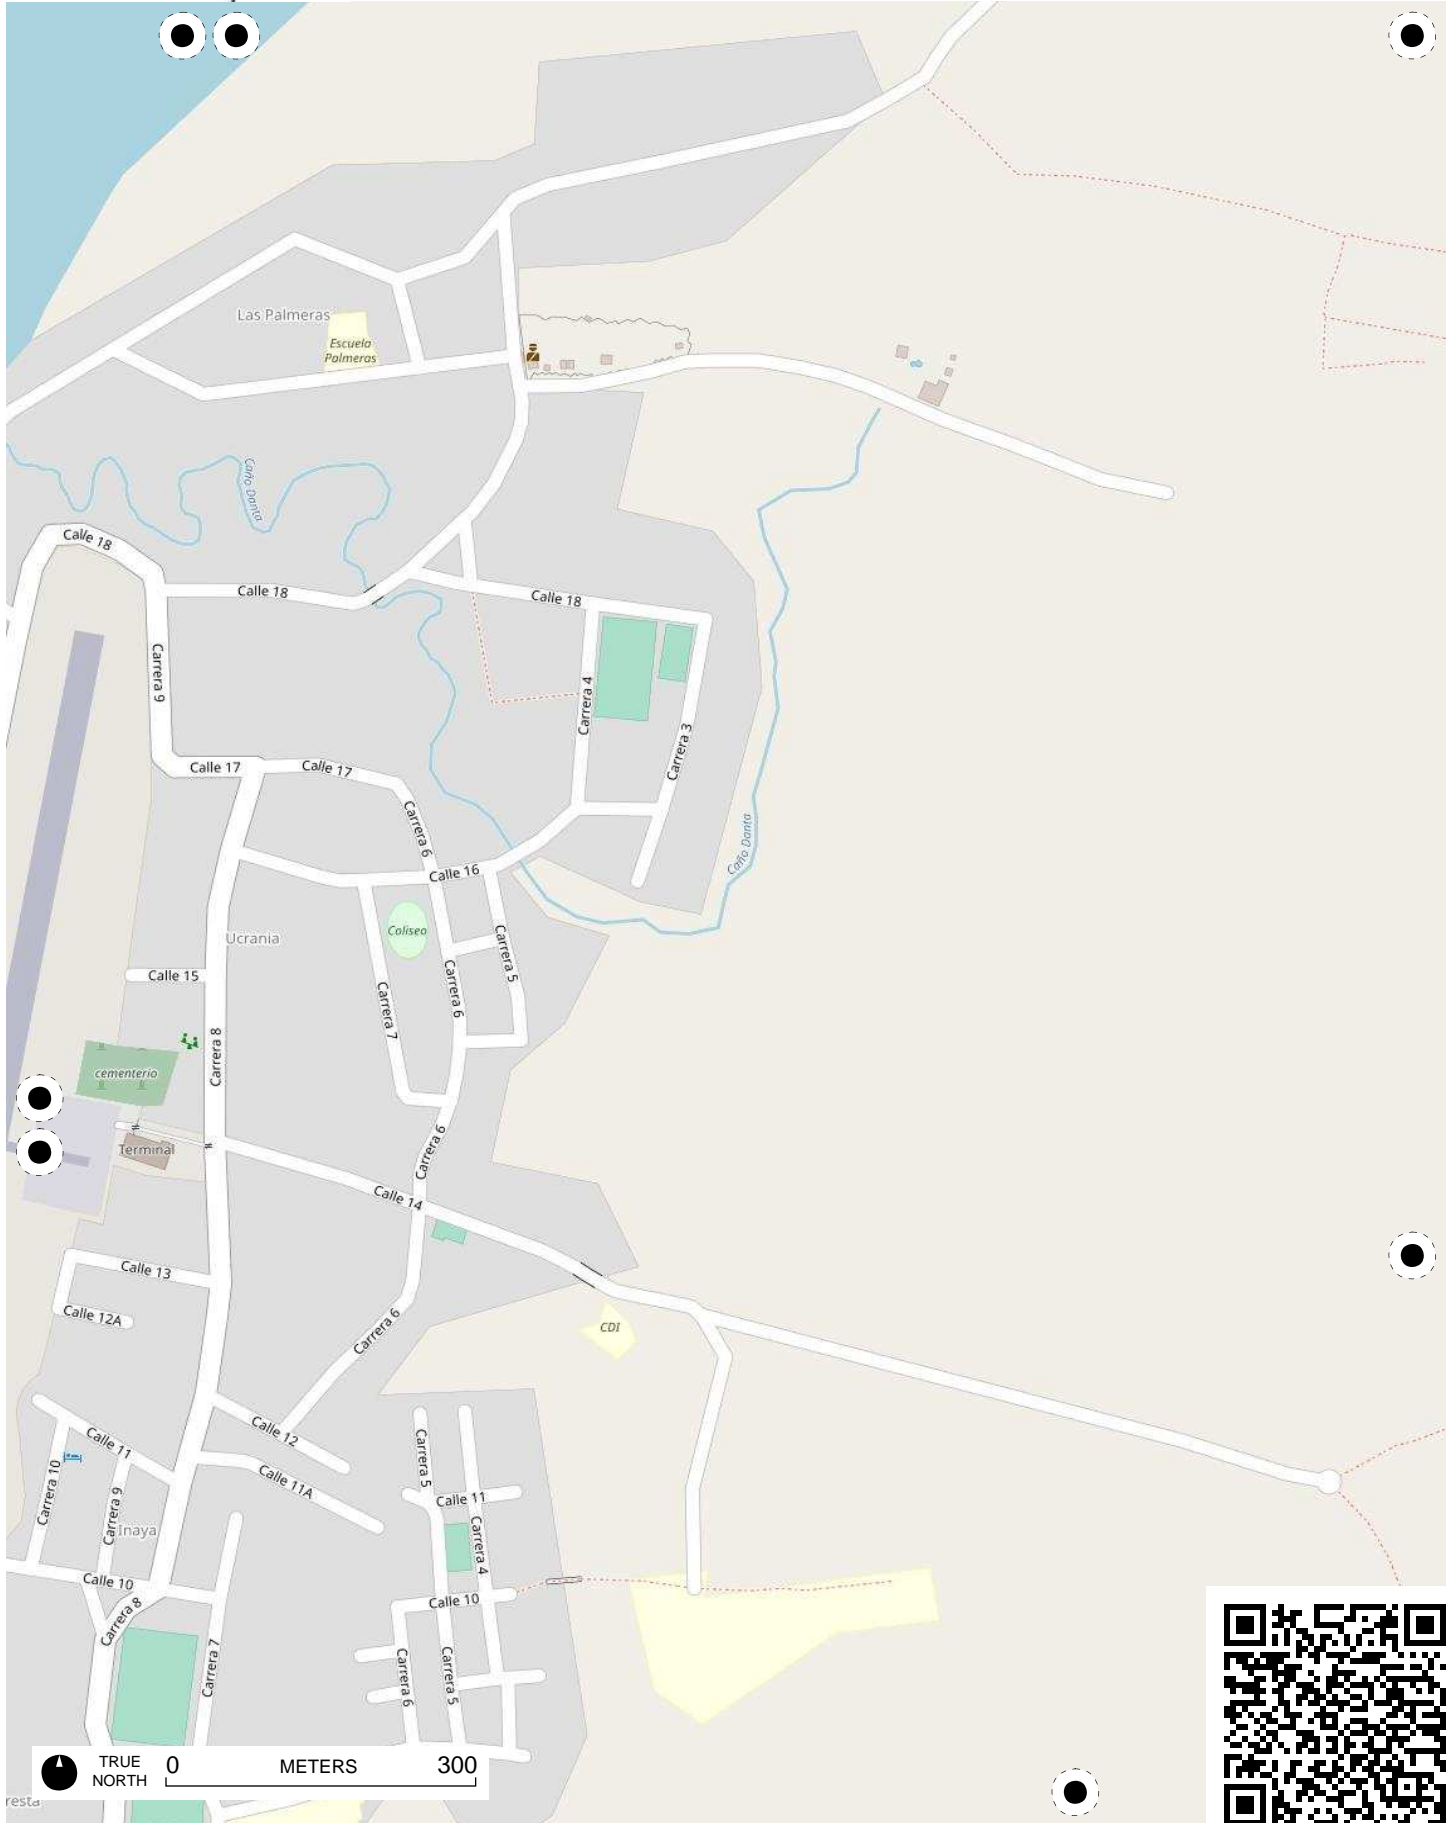 Las Palmeras
Escuela
Palmeras
Caño Danta
Calle 18
Calle 18
Calle 18
Carrera 9
Carrera 4
Carrera 3
Calle 17
Calle 17
Carrera 6
Caño Danta
Calle 16
Coliseo
Ucrania
Carrera 5
Calle 15
Carrera 6
Carrera 7
Carrera 8
cementerio
Terminal
Carrera 6
Calle 14
Calle 13
Calle 12A
CDI
Carrera 6
Calle 12
Calle 11
Carrera 5
Calle 11A
Carrera 10
Calle 11
Carrera 9
Inaya
Carrera 4
Calle 10
Calle 10
Carrera 8
Carrera 7
Carrera 6
Carrera 5
TRUE
NORTH
0 METERS 300
resta